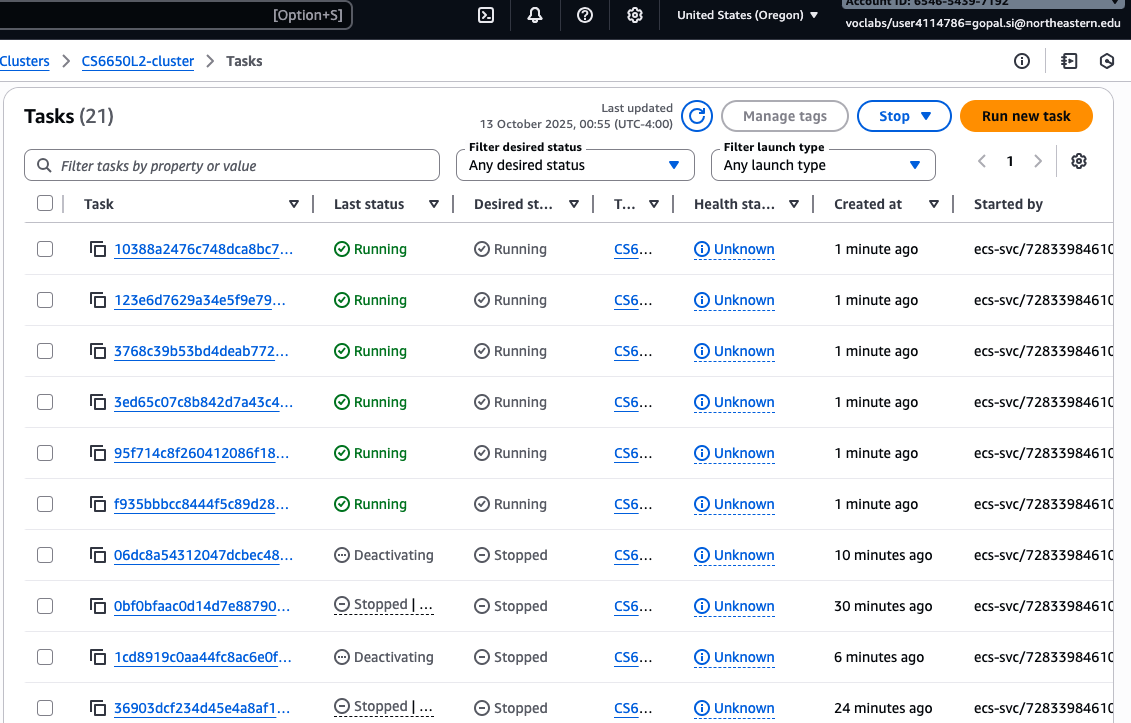 [Option+S]
United States (Oregon)
Account ID: 6546-5439-7192
voclabs/user4114786=gopal.si@northeastern.edu
Clusters > CS6650L2-cluster > Tasks
Tasks (21)
Last updated
13 October 2025, 00:55 (UTC-4:00)
Manage tags
Stop
Run new task
Filter tasks by property or value
Filter desired status
Any desired status
Filter launch type
Any launch type
1
Task Last status Desired st... T... Health sta... Created at Started by
10388a2476c748dca8bc7... Running Running CS6... Unknown 1 minute ago ecs-svc/72833984610
123e6d7629a34e5f9e79... Running Running CS6... Unknown 1 minute ago ecs-svc/72833984610
3768c39b53bd4deab772... Running Running CS6... Unknown 1 minute ago ecs-svc/72833984610
3ed65c07c8b842d7a43c4... Running Running CS6... Unknown 1 minute ago ecs-svc/72833984610
95f714c8f260412086f18... Running Running CS6... Unknown 1 minute ago ecs-svc/72833984610
f935bbbcc8444f5c89d28... Running Running CS6... Unknown 1 minute ago ecs-svc/72833984610
06dc8a54312047dcbec48... Deactivating Stopped CS6... Unknown 10 minutes ago ecs-svc/72833984610
0bf0bfaac0d14d7e88790... Stopped | ... Stopped CS6... Unknown 30 minutes ago ecs-svc/72833984610
1cd8919c0aa44fc8ac6e0f... Deactivating Stopped CS6... Unknown 6 minutes ago ecs-svc/72833984610
36903dcf234d45e4a8af1... Stopped | ... Stopped CS6... Unknown 24 minutes ago ecs-svc/72833984610